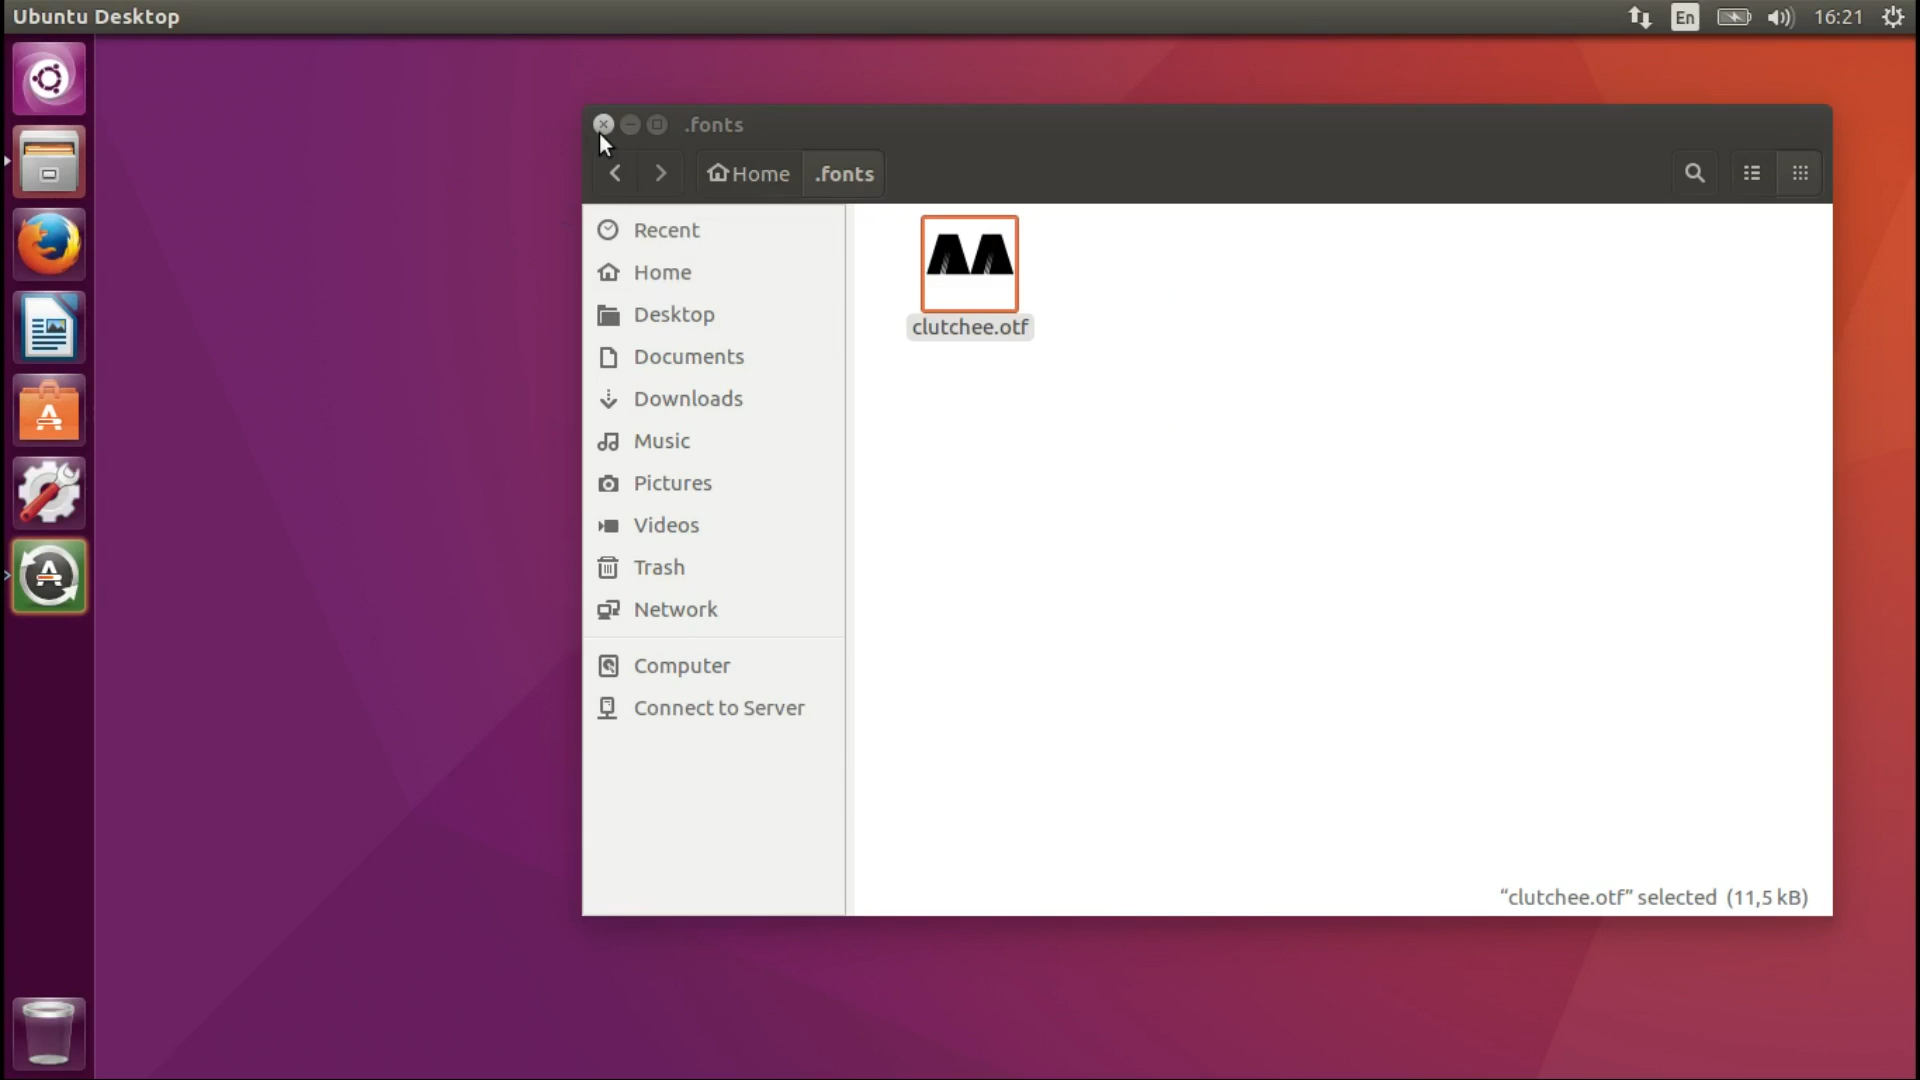 Ubuntu Desktop
En
16:21
.fonts
Home
.fonts
Recent
Home
Desktop
Documents
Downloads
Music
Pictures
Videos
Trash
Network
Computer
Connect to Server
clutchee.otf
“clutchee.otf” selected (11,5 kB)